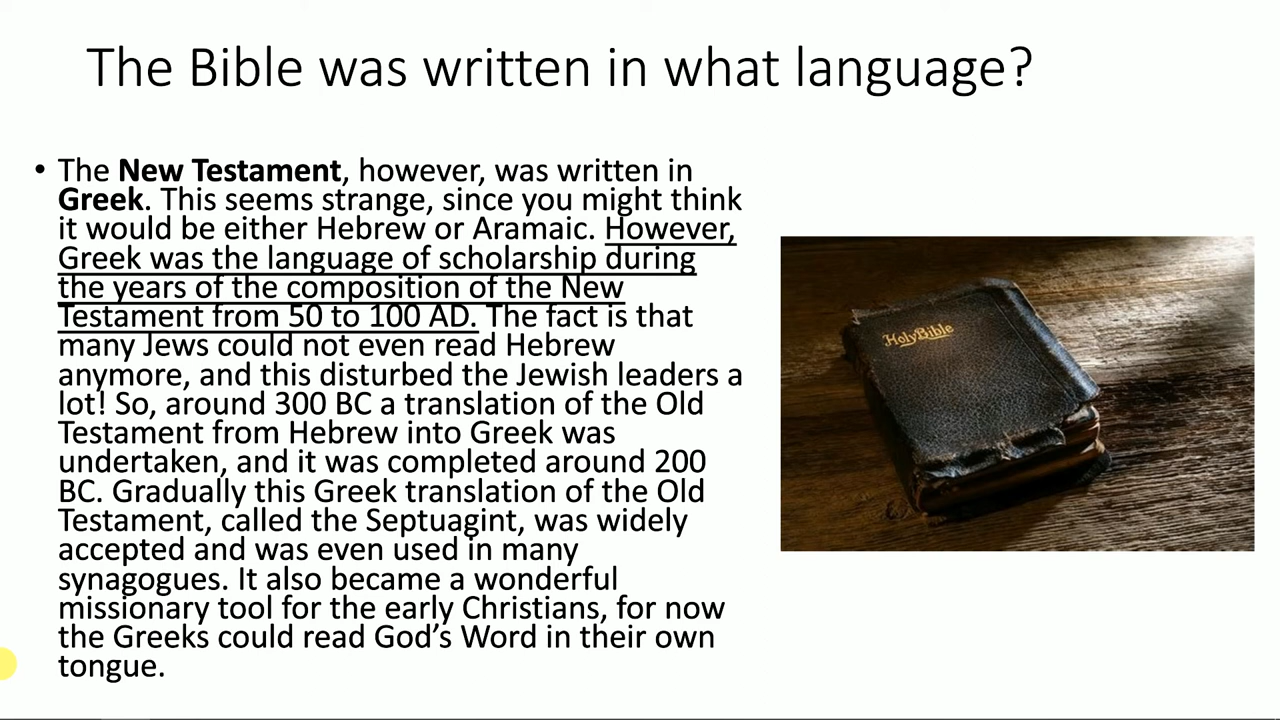 The Bible was written in what language?
• The New Testament, however, was written in
Greek. This seems strange, since you might think
it would be either Hebrew or Aramaic. However,
Greek was the language of scholarship during
the years of the composition of the New
Testament from 50 to 100 AD. The fact is that
many Jews could not even read Hebrew
anymore, and this disturbed the Jewish leaders a
lot! So, around 300 BC a translation of the Old
Testament from Hebrew into Greek was
undertaken, and it was completed around 200
BC. Gradually this Greek translation of the Old
Testament, called the Septuagint, was widely
accepted and was even used in many
synagogues. It also became a wonderful
missionary tool for the early Christians, for now
the Greeks could read God’s Word in their own
tongue.
Holy Bible